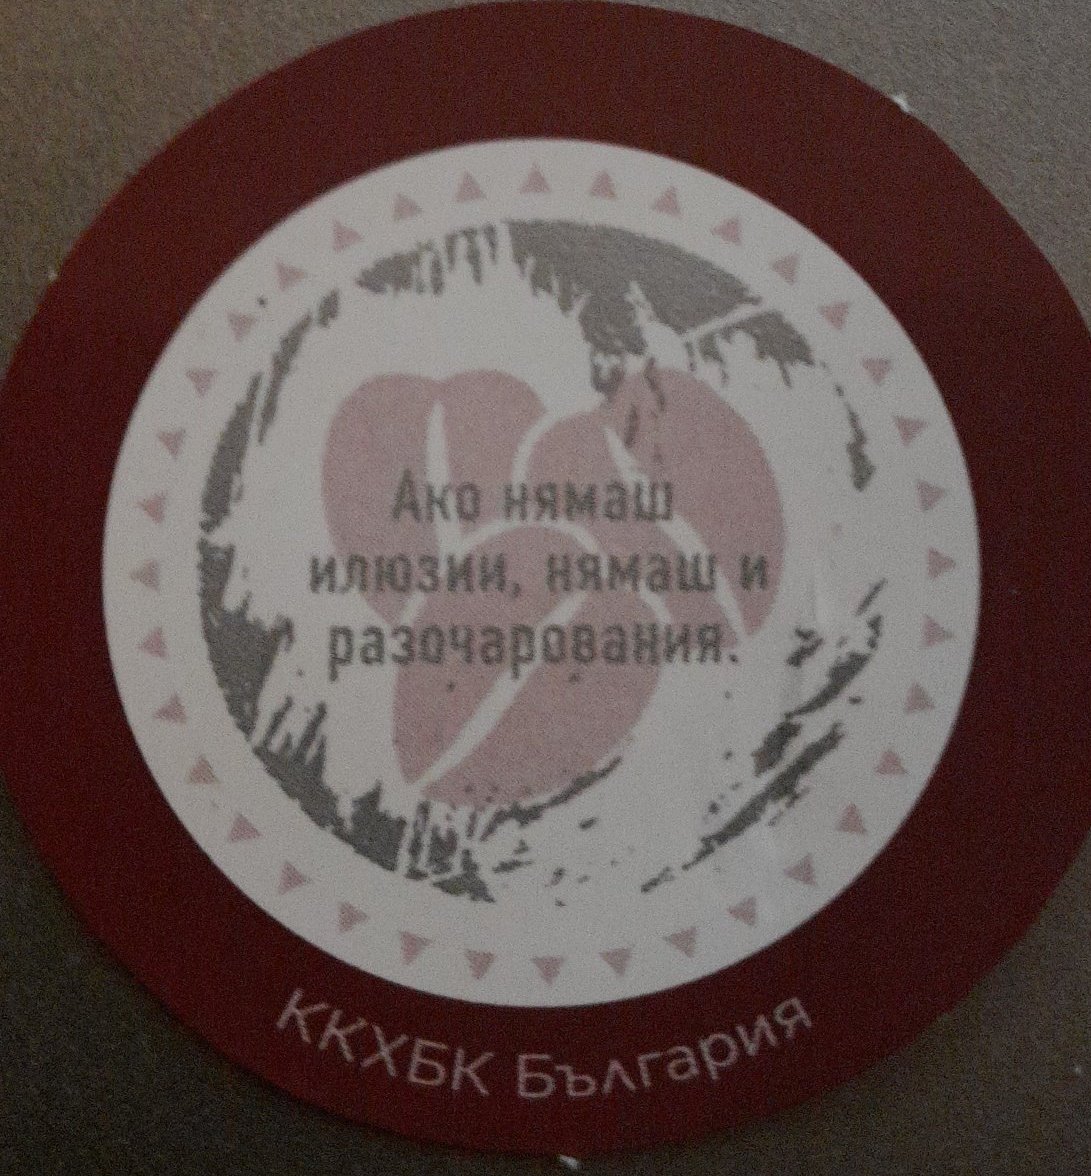 Ако нямаш
илюзии, нямаш и
разочарования.
ККХБК България